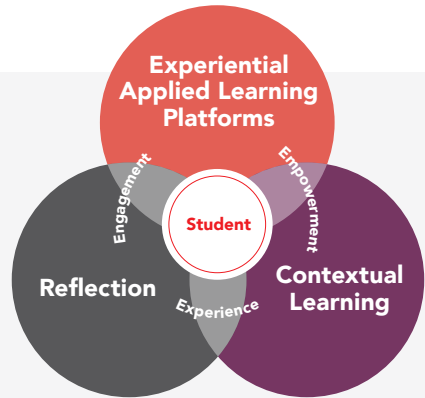 Experiential
Applied Learning
Platforms
Engagement
Empowerment
Student
Reflection
Contextual
Learning
Experience